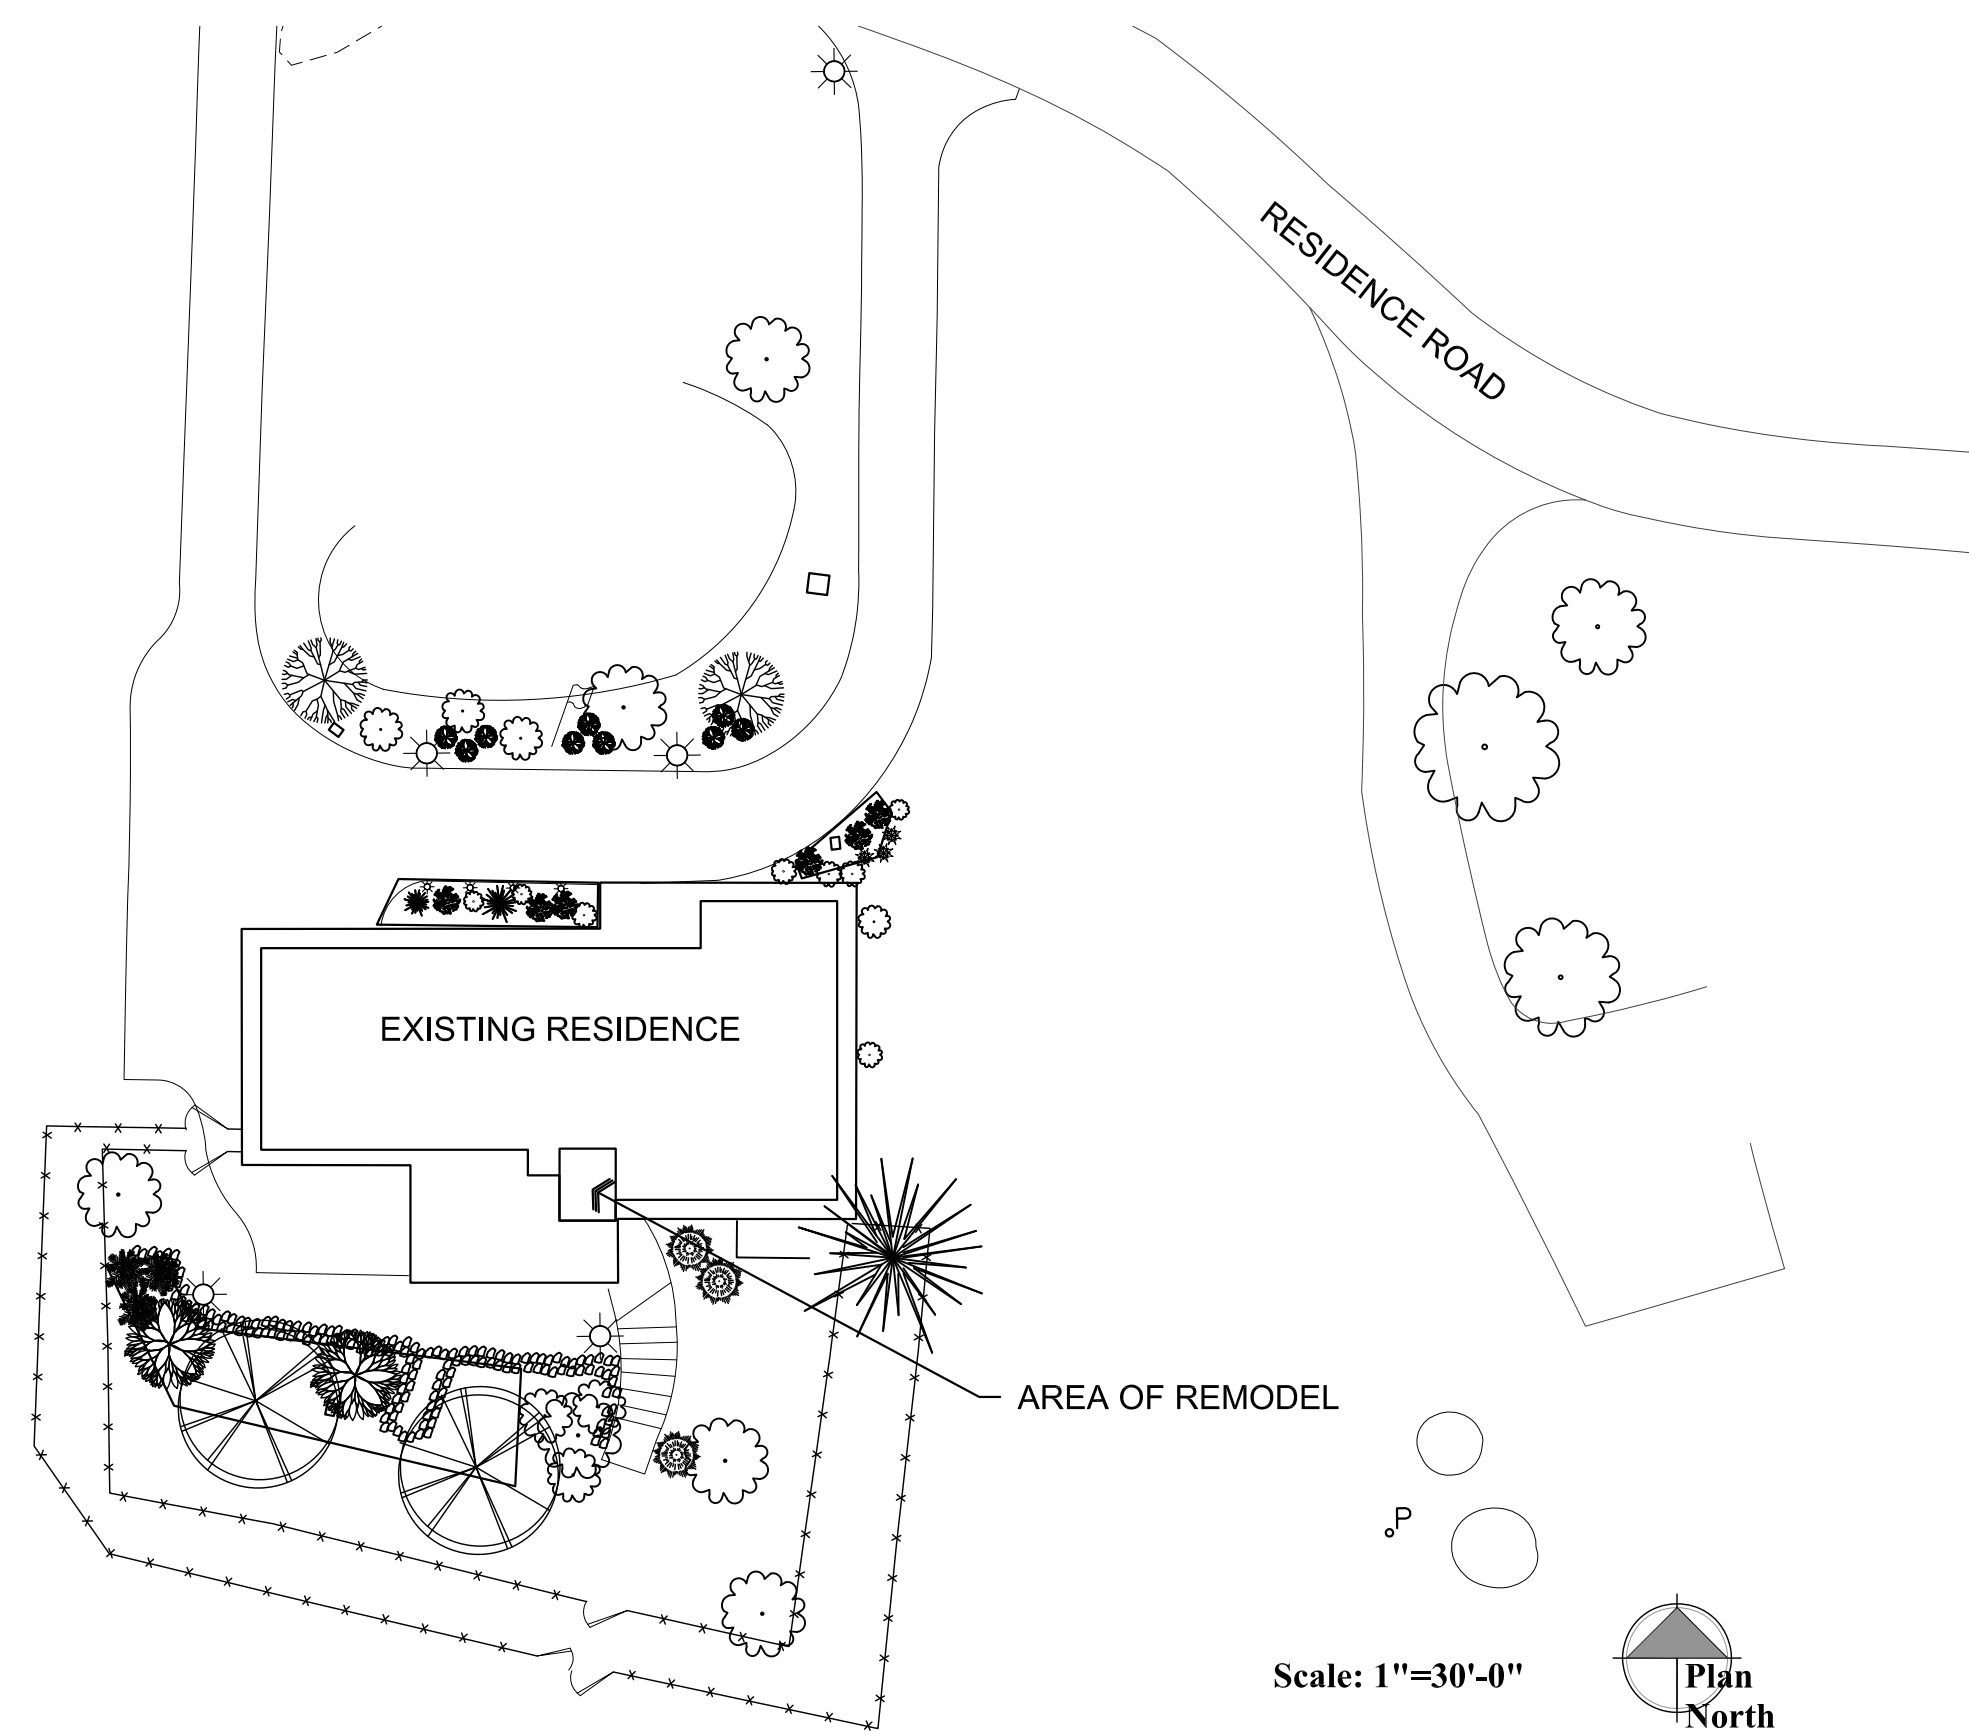 RESIDENCE ROAD
EXISTING RESIDENCE
AREA OF REMODEL
P
Scale: 1"=30'-0"
Plan
North